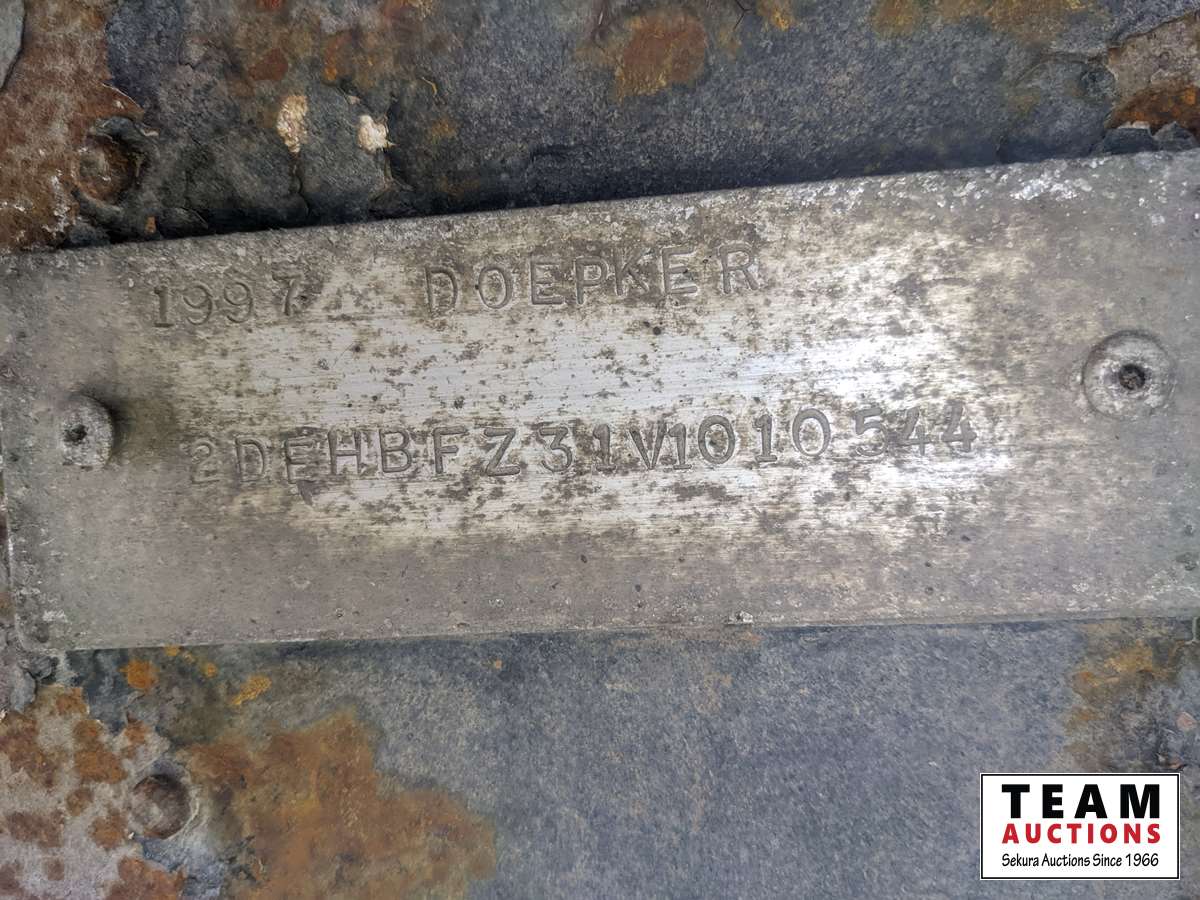 1997 DOEPKER
2DEHBFZ31V1010544
TEAM
AUCTIONS
Sekura Auctions Since 1966